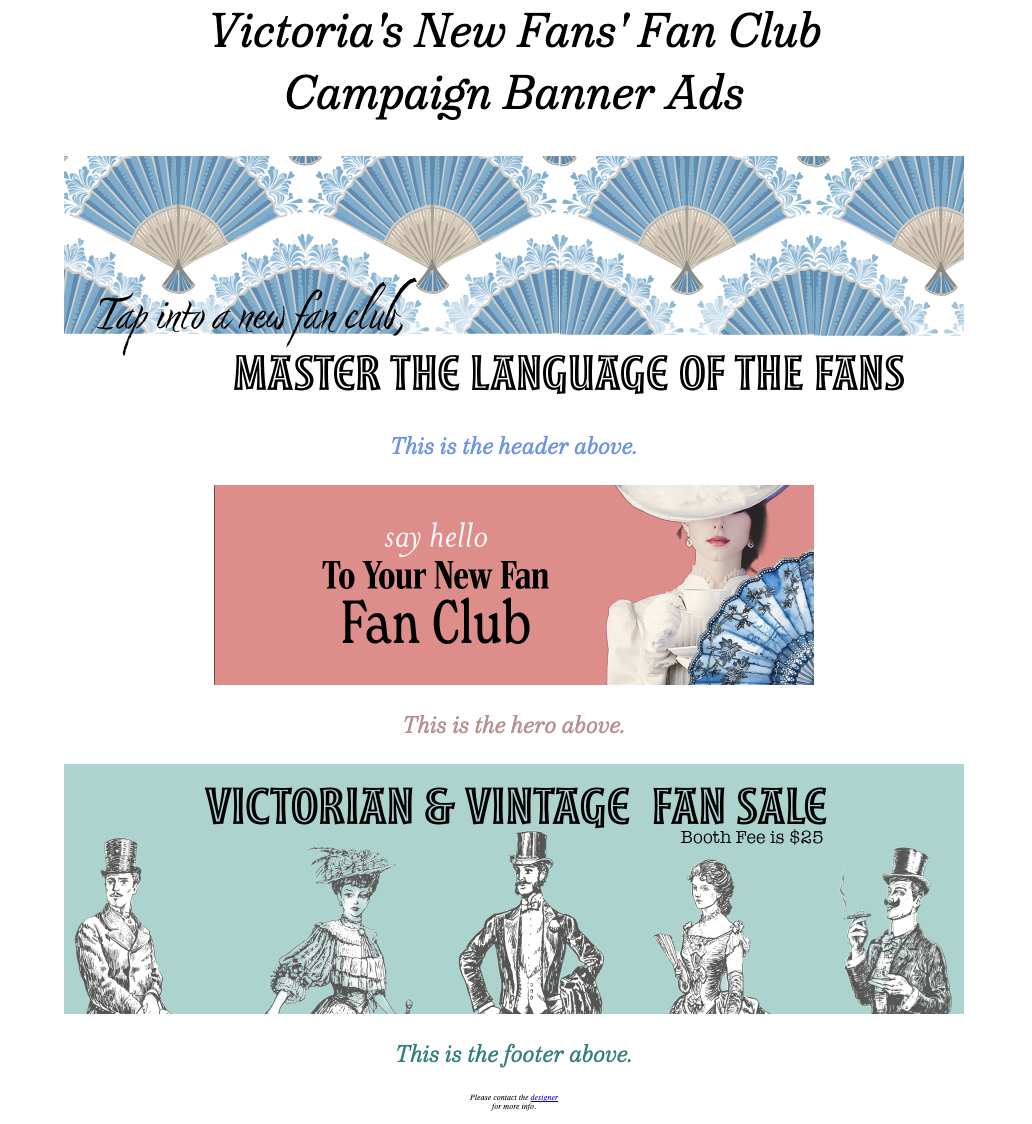 Victoria's New Fans' Fan Club
Campaign Banner Ads
Tap into a new fan club,
MASTER THE LANGUAGE OF THE FANS
This is the header above.
say hello
To Your New Fan
Fan Club
This is the hero above.
VICTORIAN & VINTAGE FAN SALE
Booth Fee is $25
This is the footer above.
Please contact the designer
for more info.